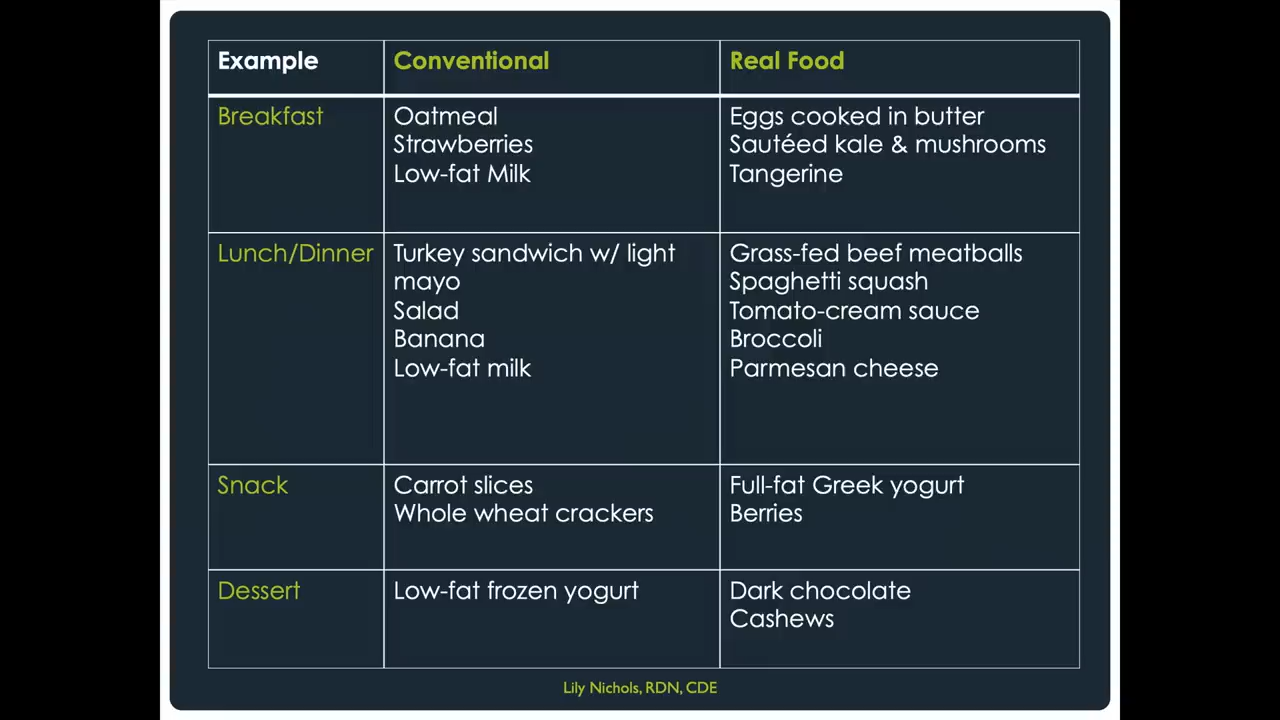 Example
Conventional
Real Food
Breakfast
Oatmeal
Strawberries
Low-fat Milk
Eggs cooked in butter
Sautéed kale & mushrooms
Tangerine
Lunch/Dinner
Turkey sandwich w/ light
mayo
Salad
Banana
Low-fat milk
Grass-fed beef meatballs
Spaghetti squash
Tomato-cream sauce
Broccoli
Parmesan cheese
Snack
Carrot slices
Whole wheat crackers
Full-fat Greek yogurt
Berries
Dessert
Low-fat frozen yogurt
Dark chocolate
Cashews
Lily Nichols, RDN, CDE